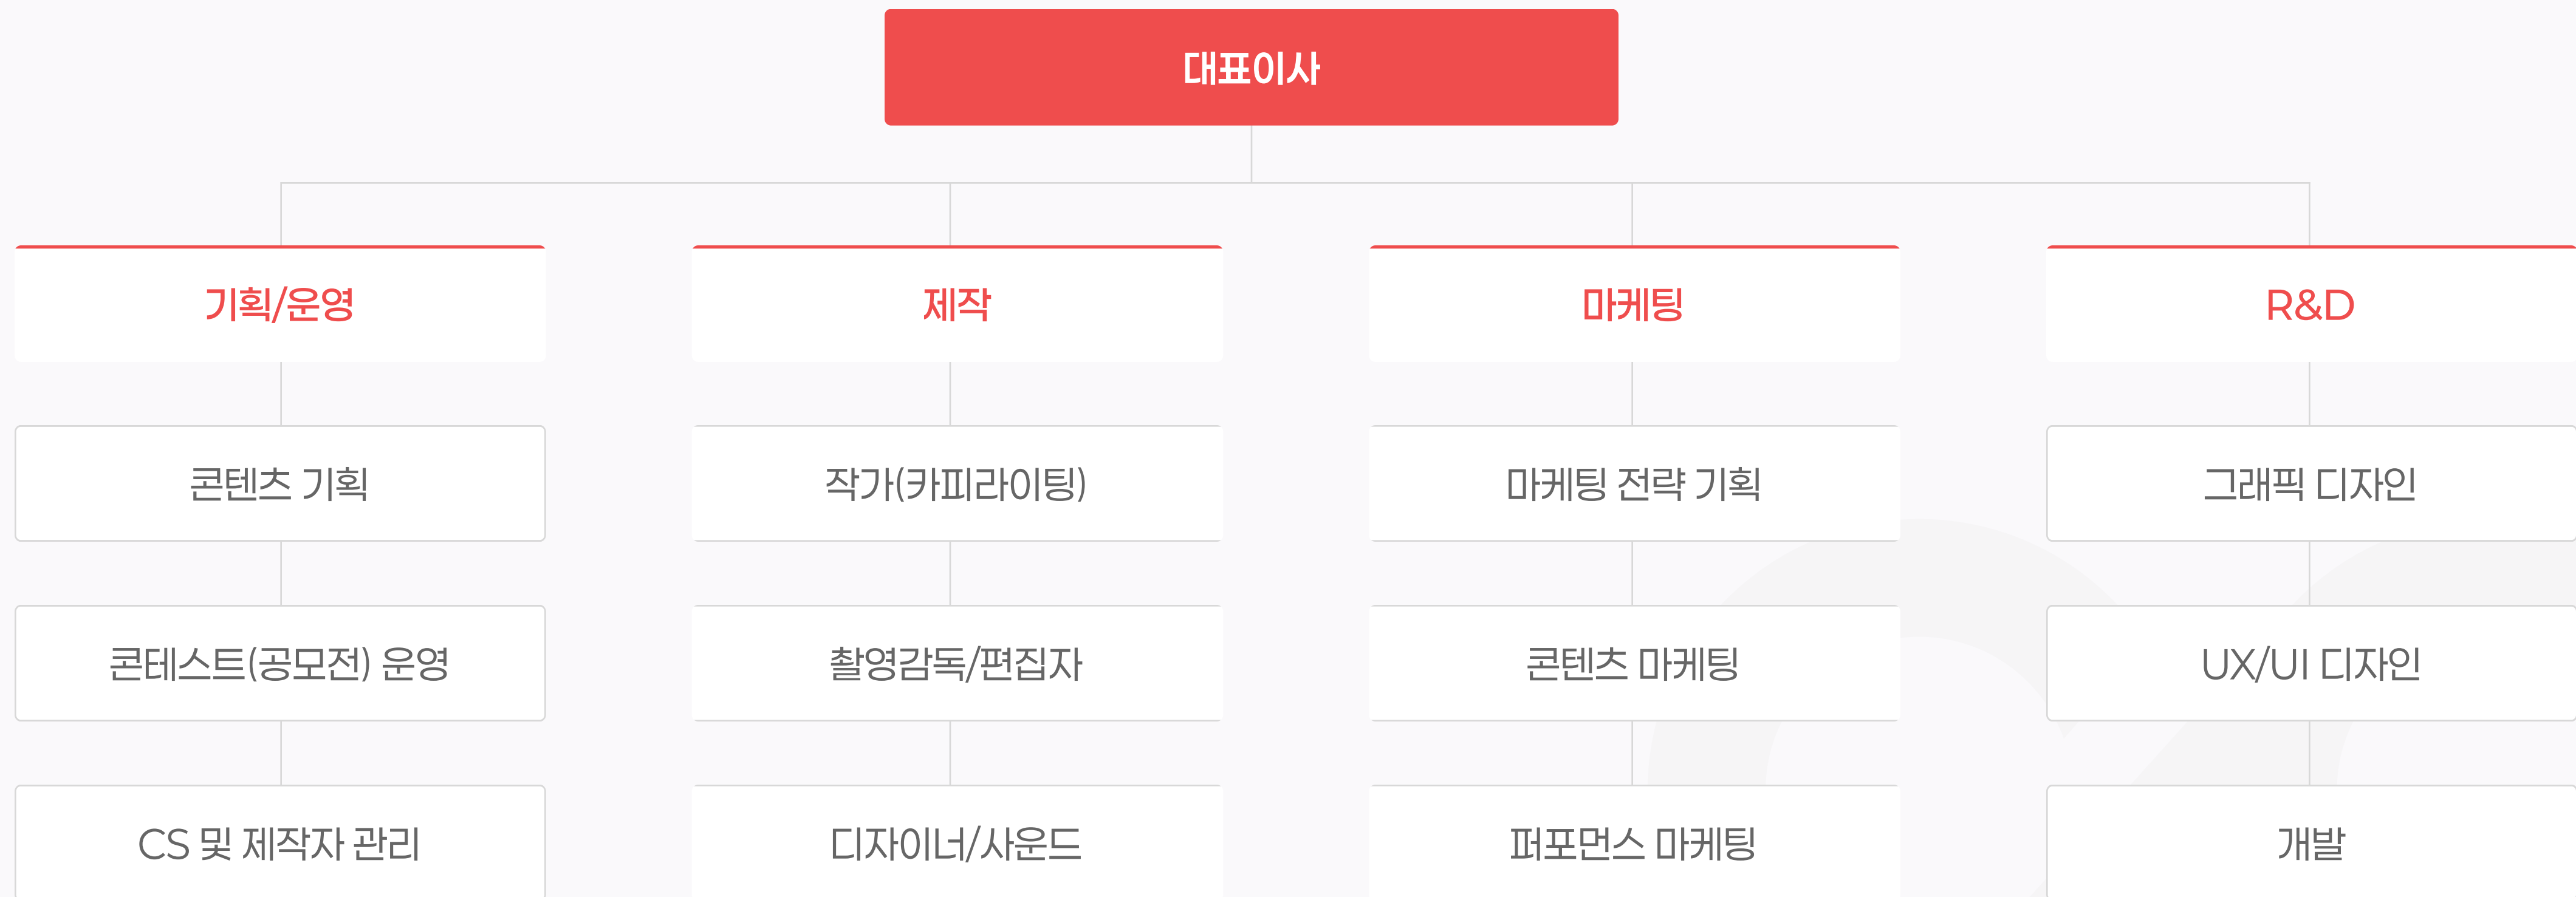 대표이사
기획/운영
제작
마케팅
R&D
콘텐츠 기획
작가(카피라이팅)
마케팅 전략 기획
그래픽 디자인
콘테스트(공모전) 운영
촬영감독/편집자
콘텐츠 마케팅
UX/UI 디자인
CS 및 제작자 관리
디자이너/사운드
퍼포먼스 마케팅
개발